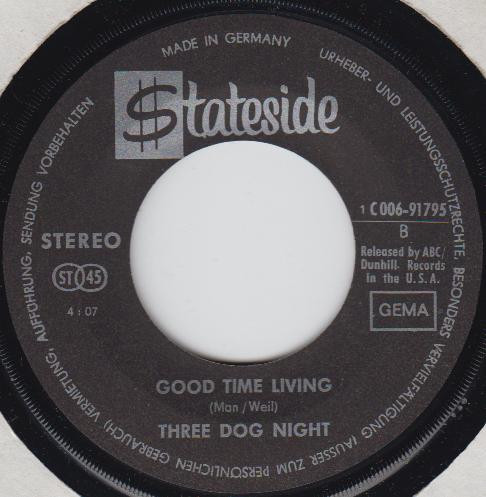 MADE IN GERMANY
URHEBER- UND LEISTUNGSSCHUTZRECHTE, BESONDERS VERVIELFÄLTIGUNG (AUSSER ZUM PERSÖNLICHEN GEBRAUCH) VERMIETUNG, AUFFÜHRUNG, SENDUNG VORBEHALTEN
$tateside
1 C 006-91795
B
STEREO
Released by ABC/
Dunhill- Records
in the U.S.A.
ST 45
GEMA
4 : 07
GOOD TIME LIVING
(Man / Weil)
THREE DOG NIGHT